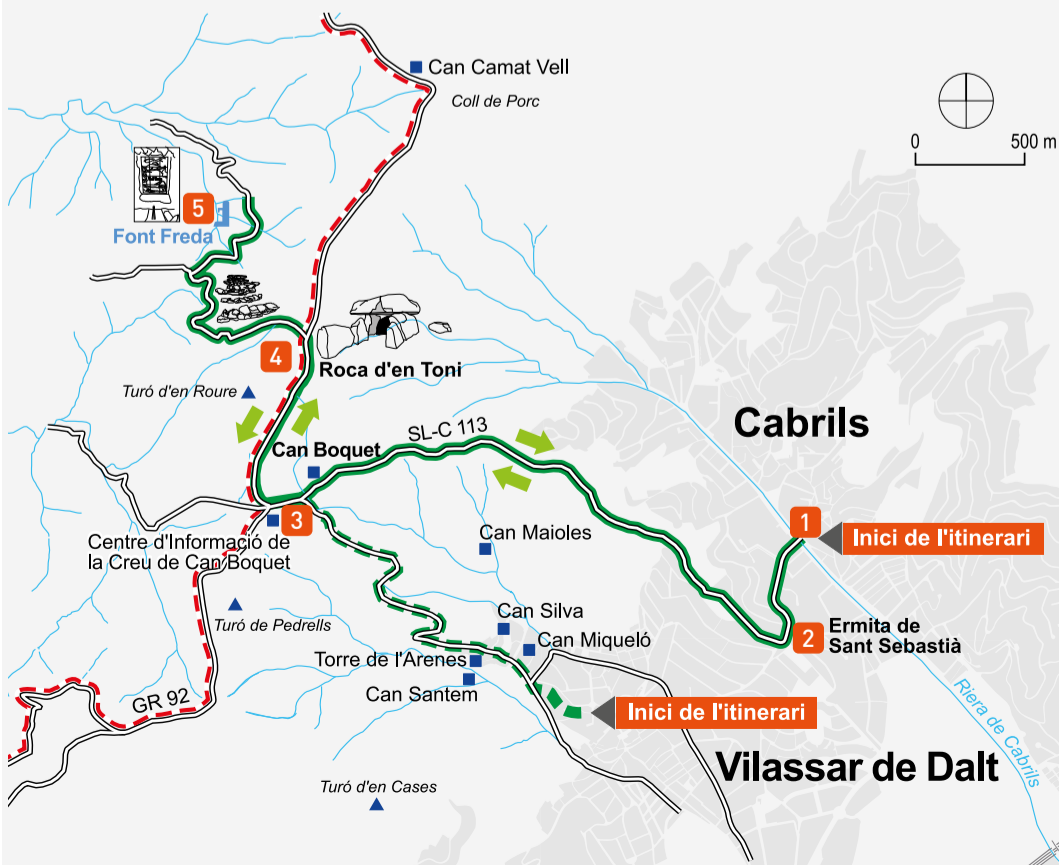 Can Camat Vell
Coll de Porc
0 500 m
5
Font Freda
4
Roca d'en Toni
Turó d'en Roure
SL-C 113
Cabrils
Can Boquet
3
Centre d'Informació de
la Creu de Can Boquet
Can Maioles
1
Inici de l'itinerari
Can Silva
Turó de Pedrells
Can Miqueló
2
Ermita de
Sant Sebastià
Torre de l'Arenes
Can Santem
GR 92
Inici de l'itinerari
Riera de Cabrils
Vilassar de Dalt
Turó d'en Cases